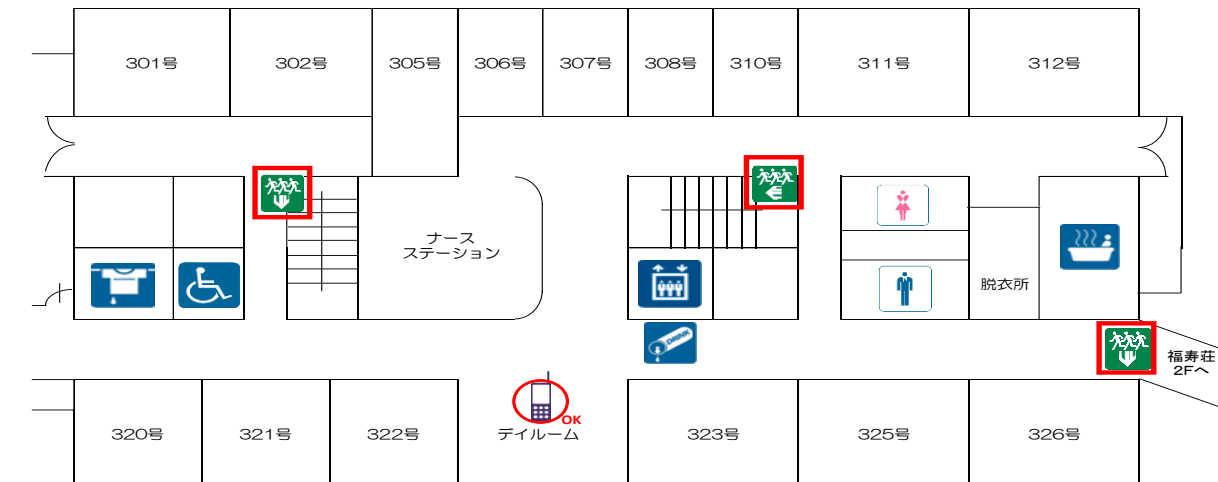 301号
302号
305号
306号
307号
308号
310号
311号
312号
ナース
ステーション
脱衣所
DRINK
福寿荘
2Fへ
OK
デイルーム
320号
321号
322号
323号
325号
326号